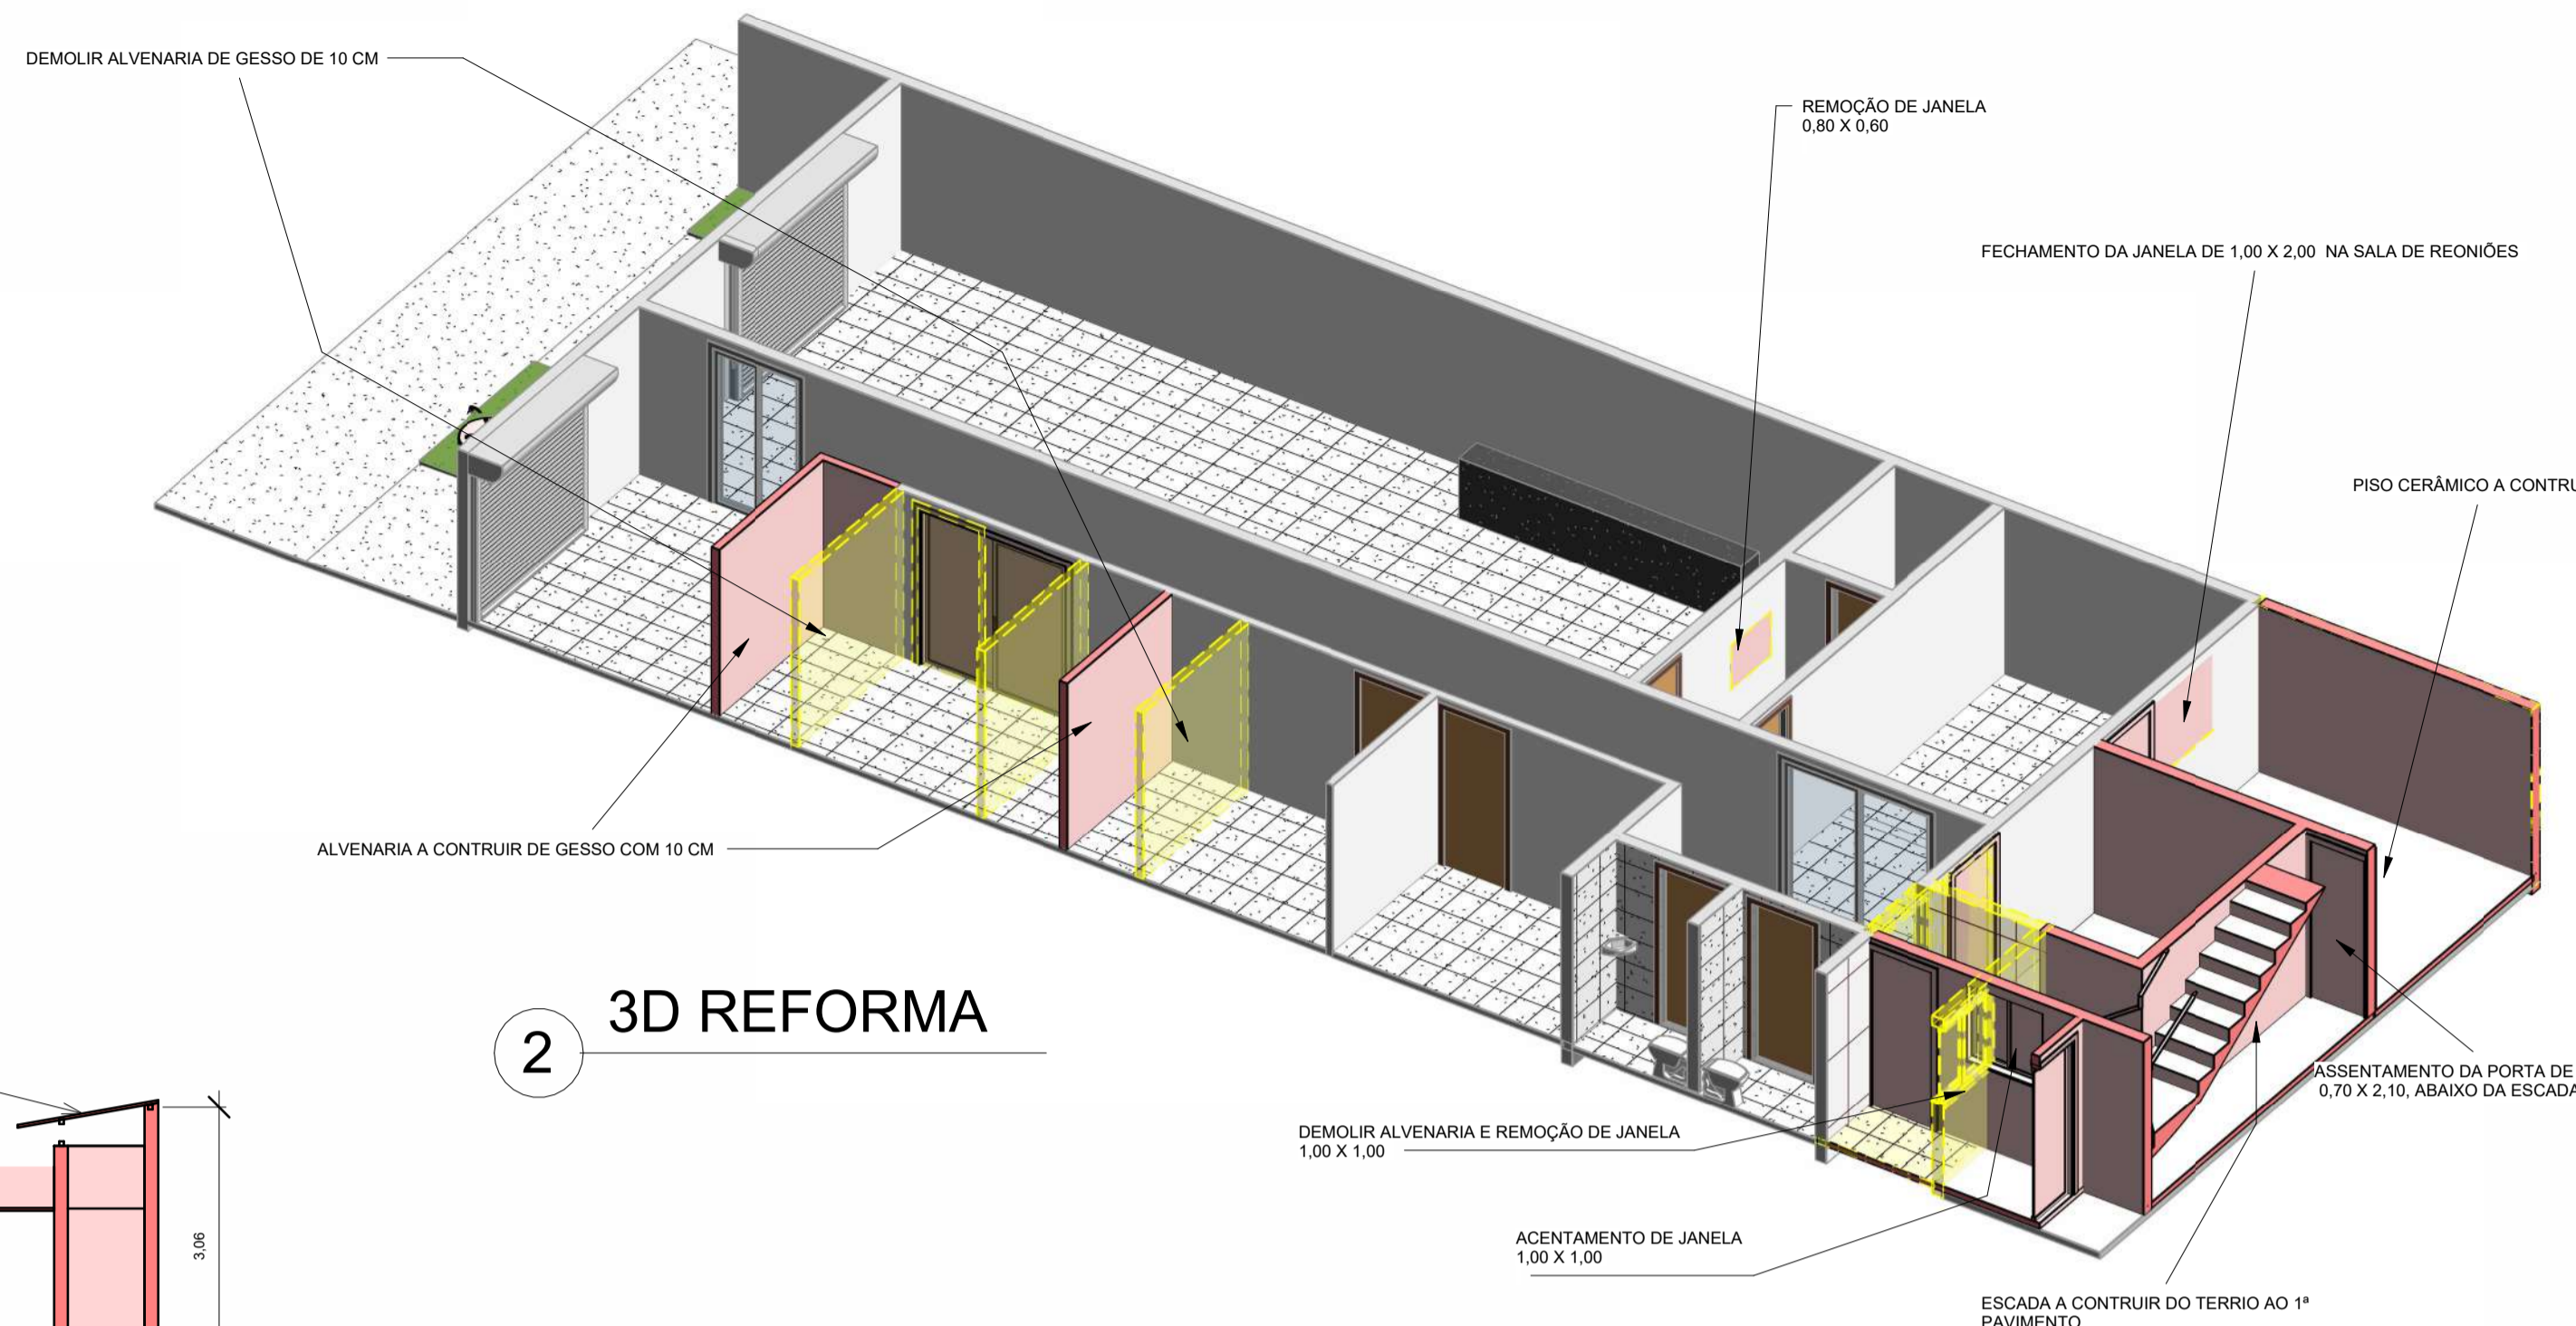 DEMOLIR ALVENARIA DE GESSO DE 10 CM
REMOÇÃO DE JANELA
0,80 X 0,60
FECHAMENTO DA JANELA DE 1,00 X 2,00 NA SALA DE REONIÕES
PISO CERÂMICO A
ALVENARIA A CONTRUIR DE GESSO COM 10 CM
2
3D REFORMA
3,06
DEMOLIR ALVENARIA E REMOÇÃO DE JANELA
1,00 X 1,00
ASSENTAMENTO DA PORTA DE
0,70 X 2,10, ABAIXO DA ESCADA
ACENTAMENTO DE JANELA
1,00 X 1,00
ESCADA A CONTRUIR DO TERRIO AO 1ª
PAVIMENTO